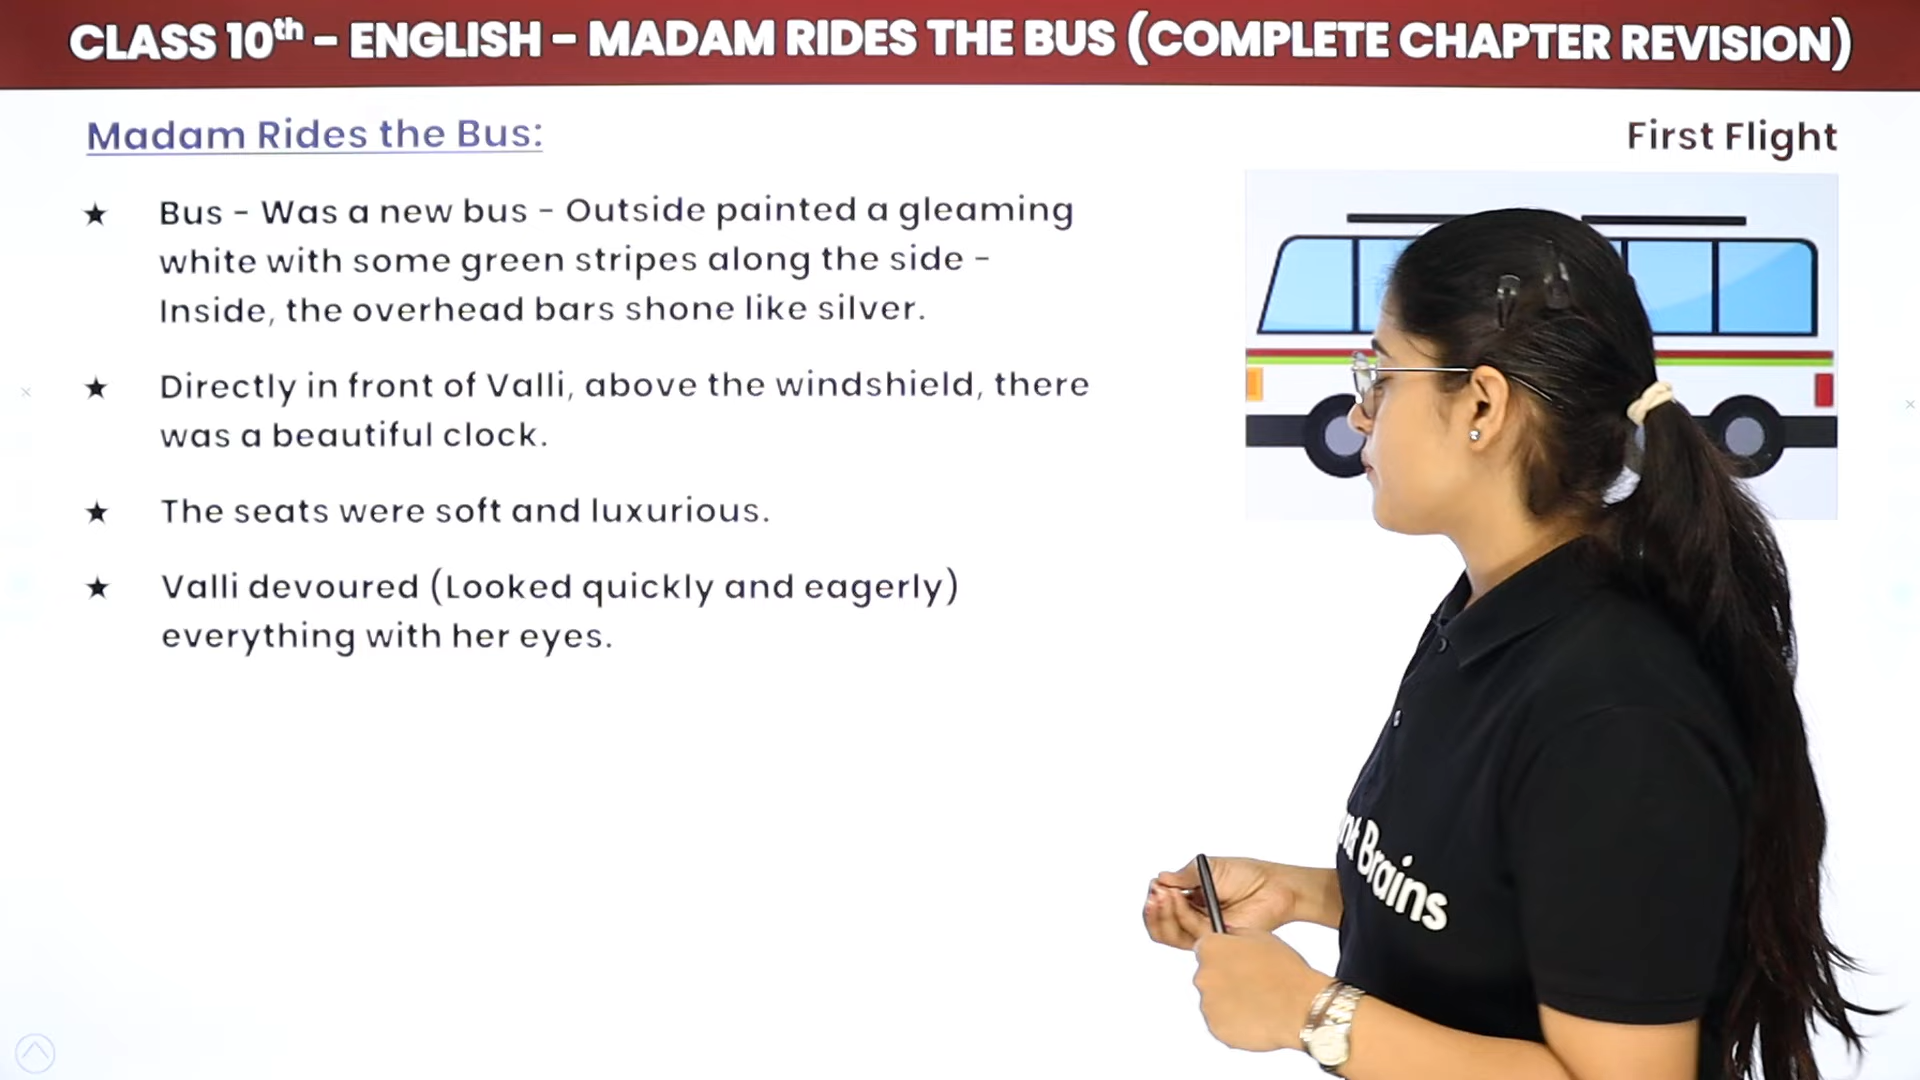 CLASS 10th - ENGLISH - MADAM RIDES THE BUS (COMPLETE CHAPTER REVISION)
Madam Rides the Bus:
First Flight
★ Bus - Was a new bus - Outside painted a gleaming
white with some green stripes along the side -
Inside, the overhead bars shone like silver.
★ Directly in front of Valli, above the windshield, there
was a beautiful clock.
★ The seats were soft and luxurious.
★ Valli devoured (Looked quickly and eagerly)
everything with her eyes.
Brains